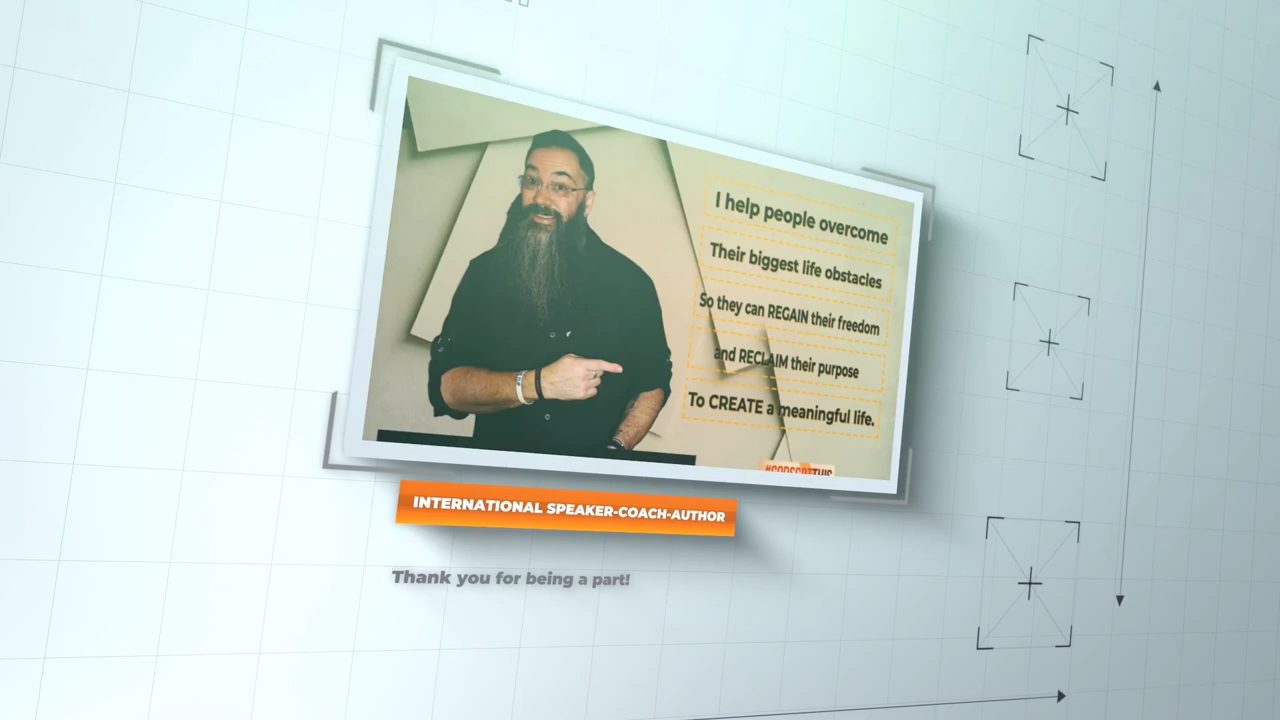 I help people overcome
Their biggest life obstacles
So they can REGAIN their freedom
and RECLAIM their purpose
To CREATE a meaningful life.
#GODSGOTTHIS
INTERNATIONAL SPEAKER-COACH-AUTHOR
Thank you for being a part!